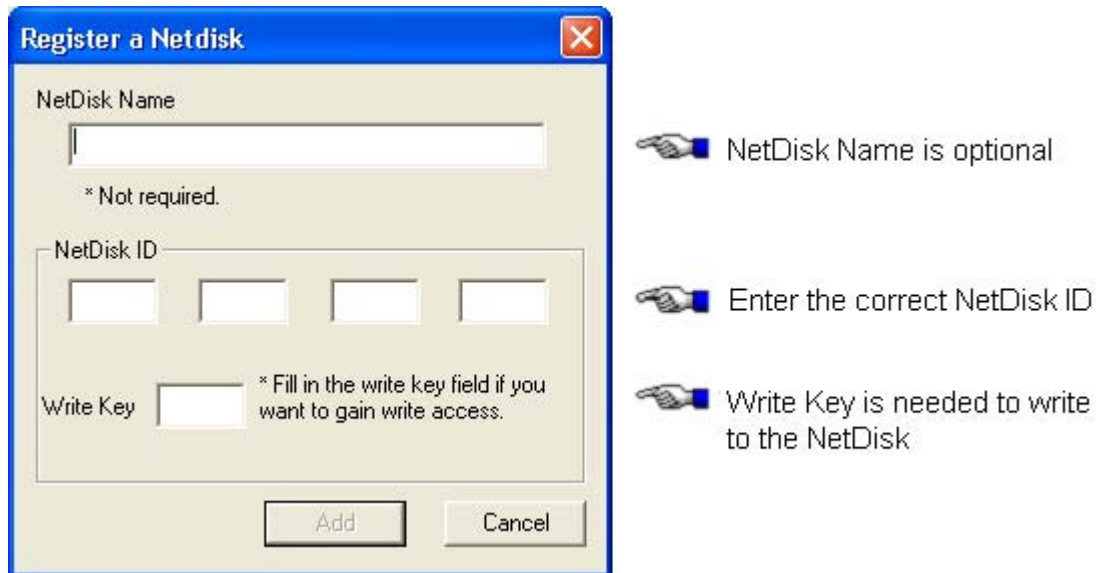 Register a Netdisk
NetDisk Name
* Not required.
NetDisk ID
Write Key
* Fill in the write key field if you
want to gain write access.
Add
Cancel
NetDisk Name is optional
Enter the correct NetDisk ID
Write Key is needed to write
to the NetDisk